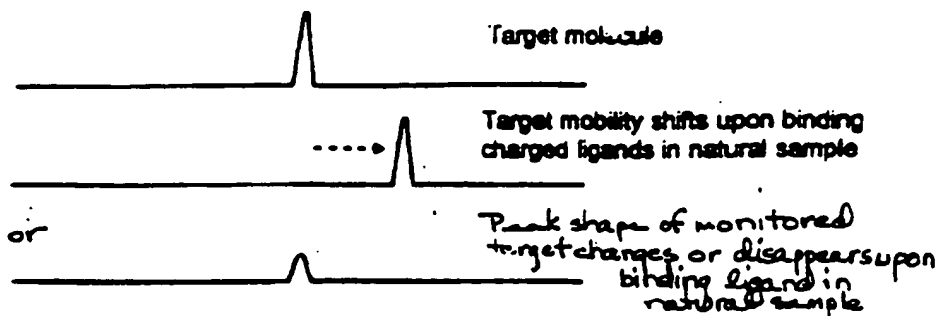 Target molecule
Target mobility shifts upon binding
charged ligands in natural sample
or
Peak shape of monitored
target changes or disappears upon
binding ligand in
natural sample